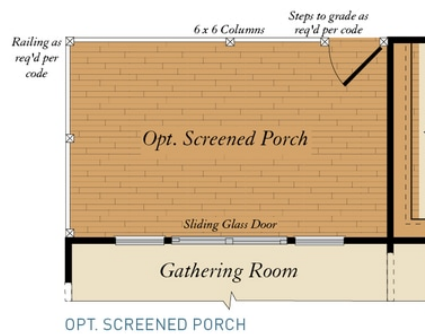 Steps to grade as
req'd per code
6 x 6 Columns
Railing as
req'd per
code
Opt. Screened Porch
Sliding Glass Door
Gathering Room
OPT. SCREENED PORCH